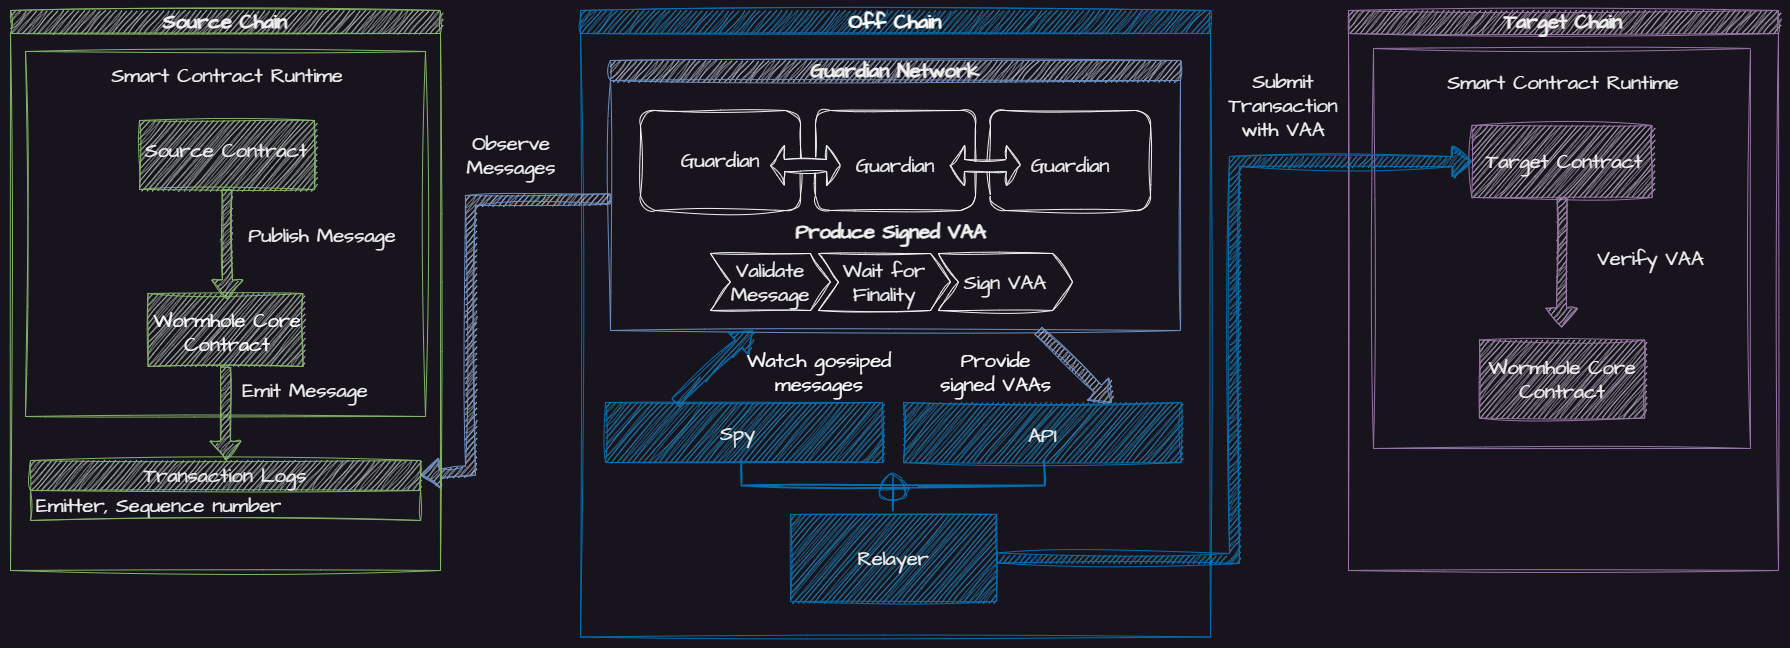 Source Chain
Smart Contract Runtime
Source Contract
Publish Message
Wormhole Core
Contract
Emit Message
Transaction Logs
Emitter, Sequence number
Observe
Messages
Off Chain
Guardian Network
Guardian
Guardian
Guardian
Produce Signed VAA
Validate
Message
Wait for
Finality
Sign VAA
Watch gossiped
messages
Provide
signed VAAs
Spy
API
Relayer
Submit
Transaction
with VAA
Target Chain
Smart Contract Runtime
Target Contract
Verify VAA
Wormhole Core
Contract